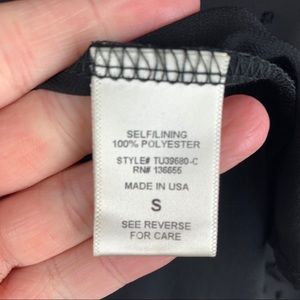 SELF/LINING
100% POLYESTER
STYLE# TU39680-C
RN# 136655
MADE IN USA
S
SEE REVERSE
FOR CARE